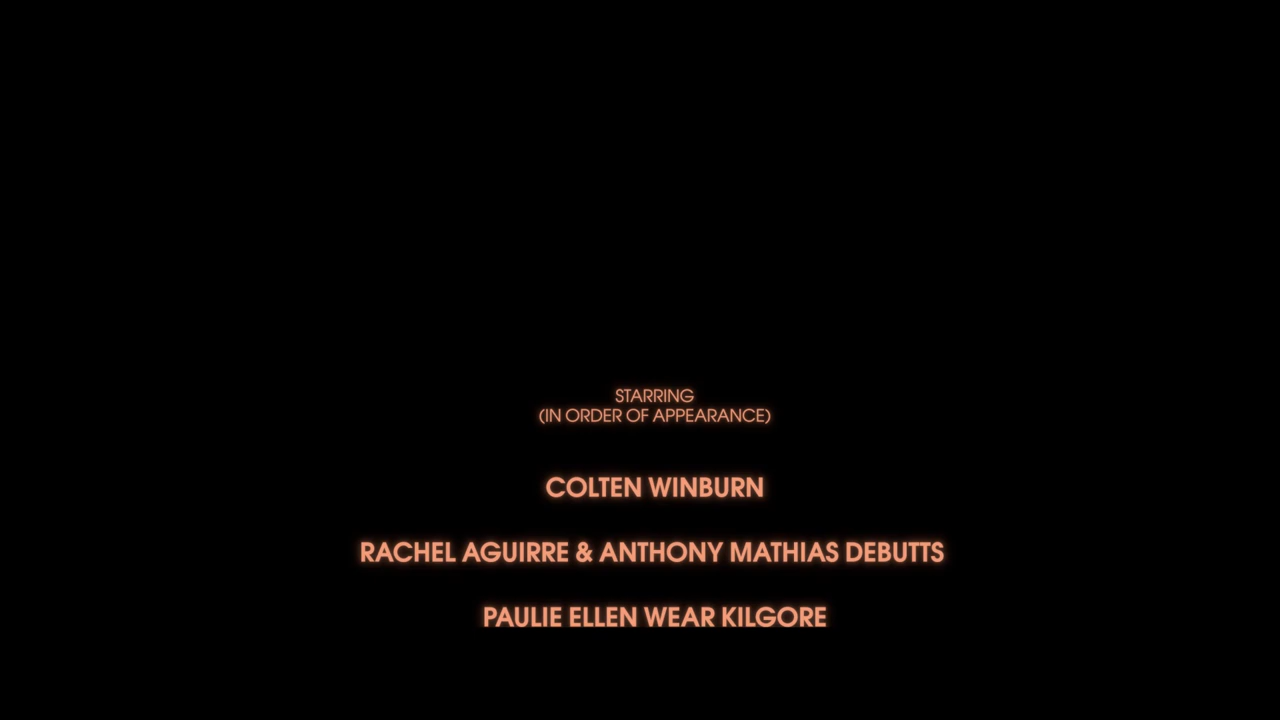 STARRING
(IN ORDER OF APPEARANCE)
COLTEN WINBURN
RACHEL AGUIRRE & ANTHONY MATHIAS DEBUTTS
PAULIE ELLEN WEAR KILGORE